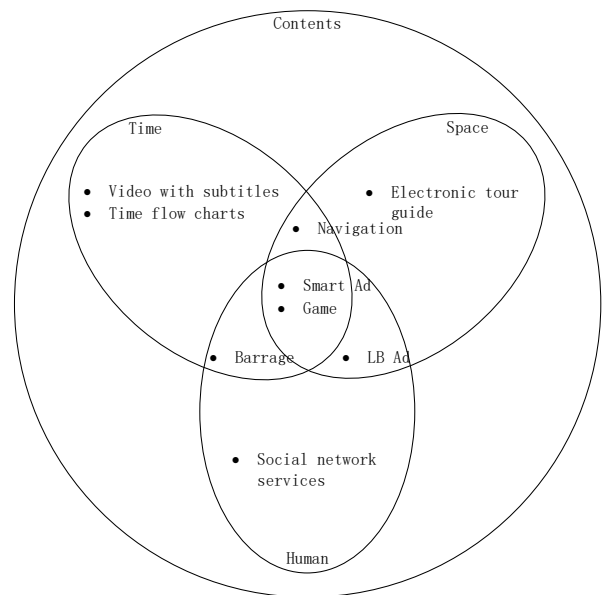 Contents
Time
Space
• Video with subtitles
• Time flow charts
• Electronic tour
guide
• Navigation
• Smart Ad
• Game
• Barrage
• LB Ad
• Social network
services
Human